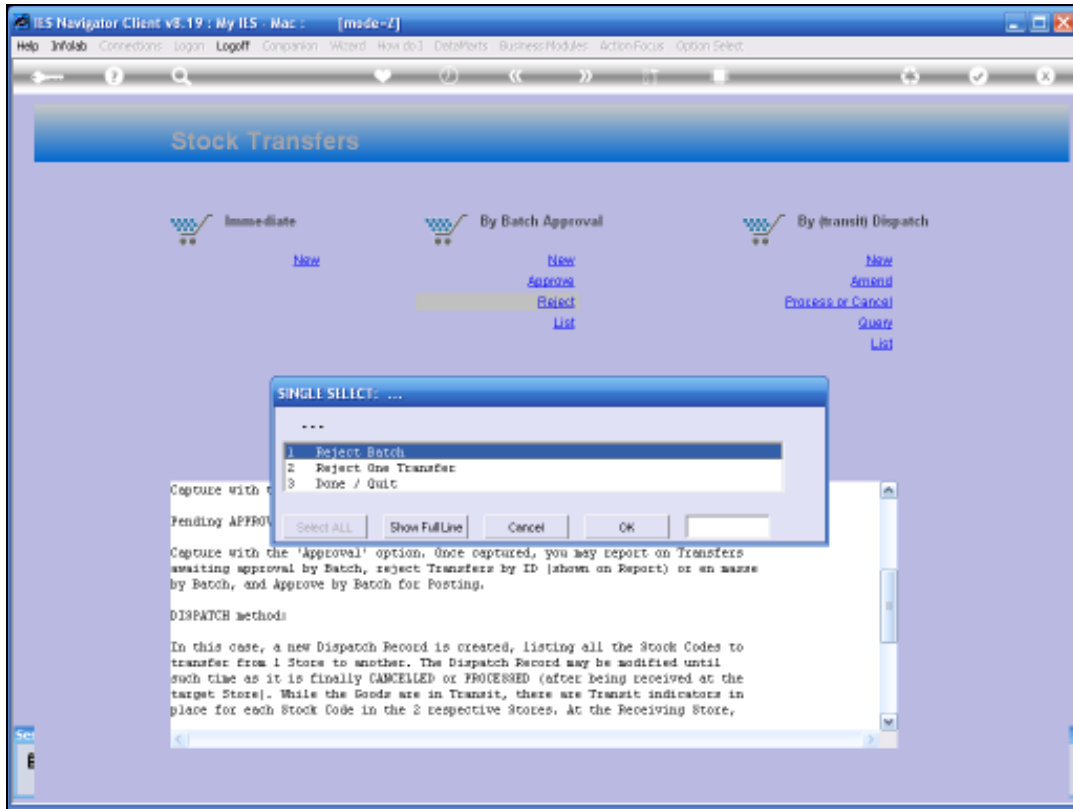 IES Navigator Client v8.19 : My IES - Mac : [mode=Z]
Help Infolab Connections Logon Logoff Companion Wizard How do I DataAlerts Business Modules Action Focus Option Select
Stock Transfers
Immediate
New
By Batch Approval
New
Approve
Reject
List
By (transit) Dispatch
New
Amend
Process or Cancel
Query
List
SINGLE SELECT: ...
...
1 Reject Batch
2 Reject One Transfer
3 Done / Quit
Select ALL Show Full Line Cancel OK
Capture with t
Pending APPROV
Capture with the 'Approval' option. Once captured, you may report on Transfers
awaiting approval by Batch, reject Transfers by ID (shown on Report) or en masse
by Batch, and Approve by Batch for Posting.
DISPATCH method:
In this case, a new Dispatch Record is created, listing all the Stock Codes to
transfer from 1 Store to another. The Dispatch Record may be modified until
such time as it is finally CANCELLED or PROCESSED (after being received at the
target Store). While the Goods are in Transit, there are Transit indicators in
place for each Stock Code in the 2 respective Stores. At the Receiving Store,